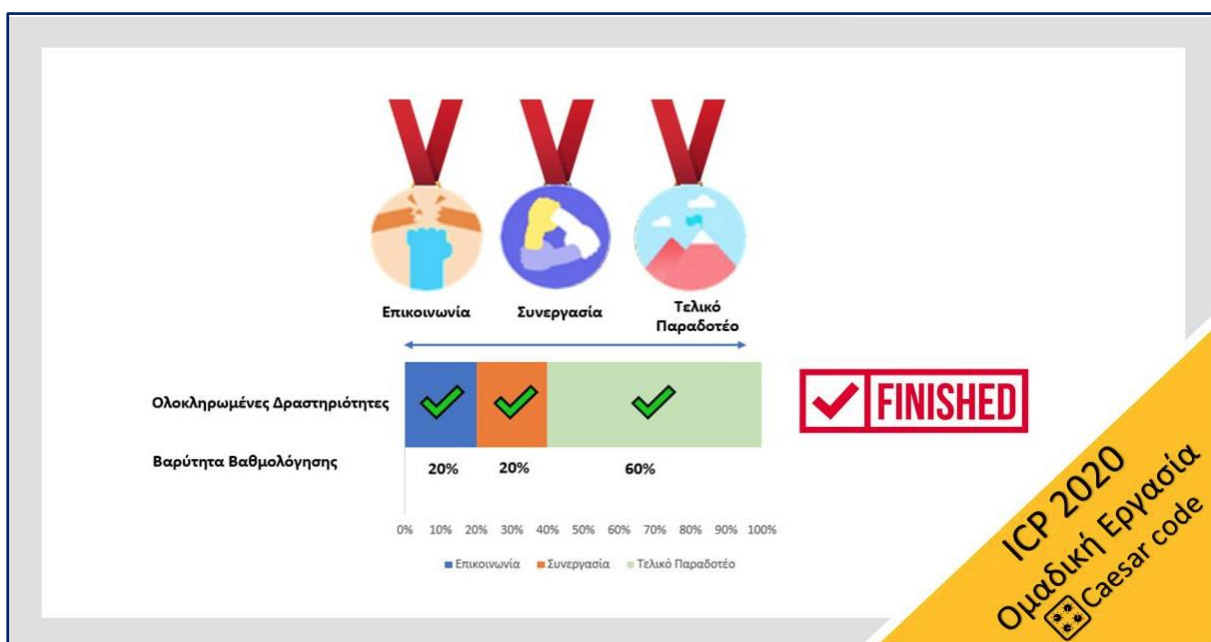 Επικοινωνία
Συνεργασία
Τελικό
Παραδοτέο
Ολοκληρωμένες Δραστηριότητες
FINISHED
Βαρύτητα Βαθμολόγησης
20%
20%
60%
0% 10% 20% 30% 40% 50% 60% 70% 80% 90% 100%
Επικοινωνία Συνεργασία Τελικό Παραδοτέο
ICP 2020
Ομαδική Εργασία
Caesar code